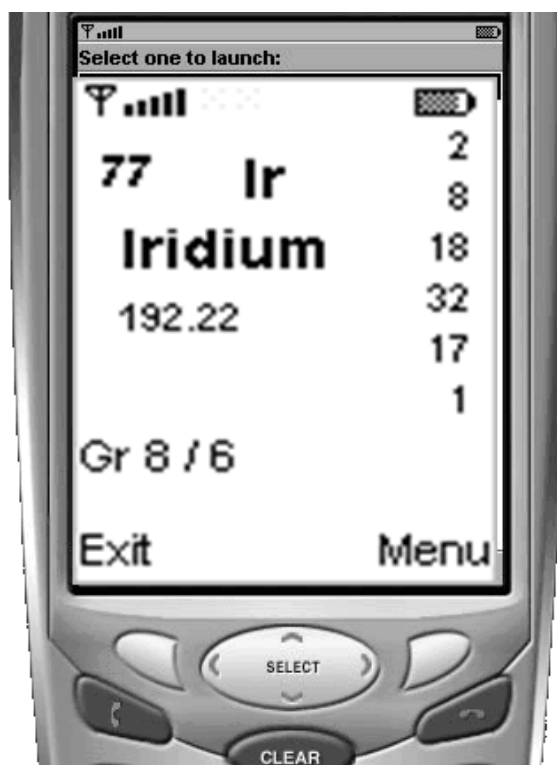 Select one to launch:
77 Ir
Iridium
192.22
2
8
18
32
17
1
Gr 8 / 6
Exit Menu
SELECT
CLEAR